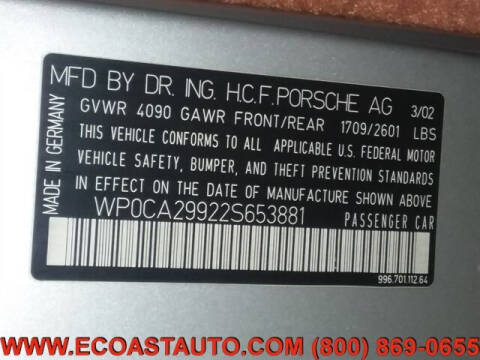 MFD BY DR. ING. H.C.F. PORSCHE AG 3/02
GVWR 4090 GAWR FRONT/REAR 1709/2601 LBS
THIS VEHICLE CONFORMS TO ALL APPLICABLE U.S. FEDERAL MOTOR
VEHICLE SAFETY, BUMPER, AND THEFT PREVENTION STANDARDS
IN EFFECT ON THE DATE OF MANUFACTURE SHOWN ABOVE
WP0CA29922S653881 PASSENGER CAR
MADE IN GERMANY
996.701.112.64
WWW.ECOASTAUTO.COM (800) 869-0655